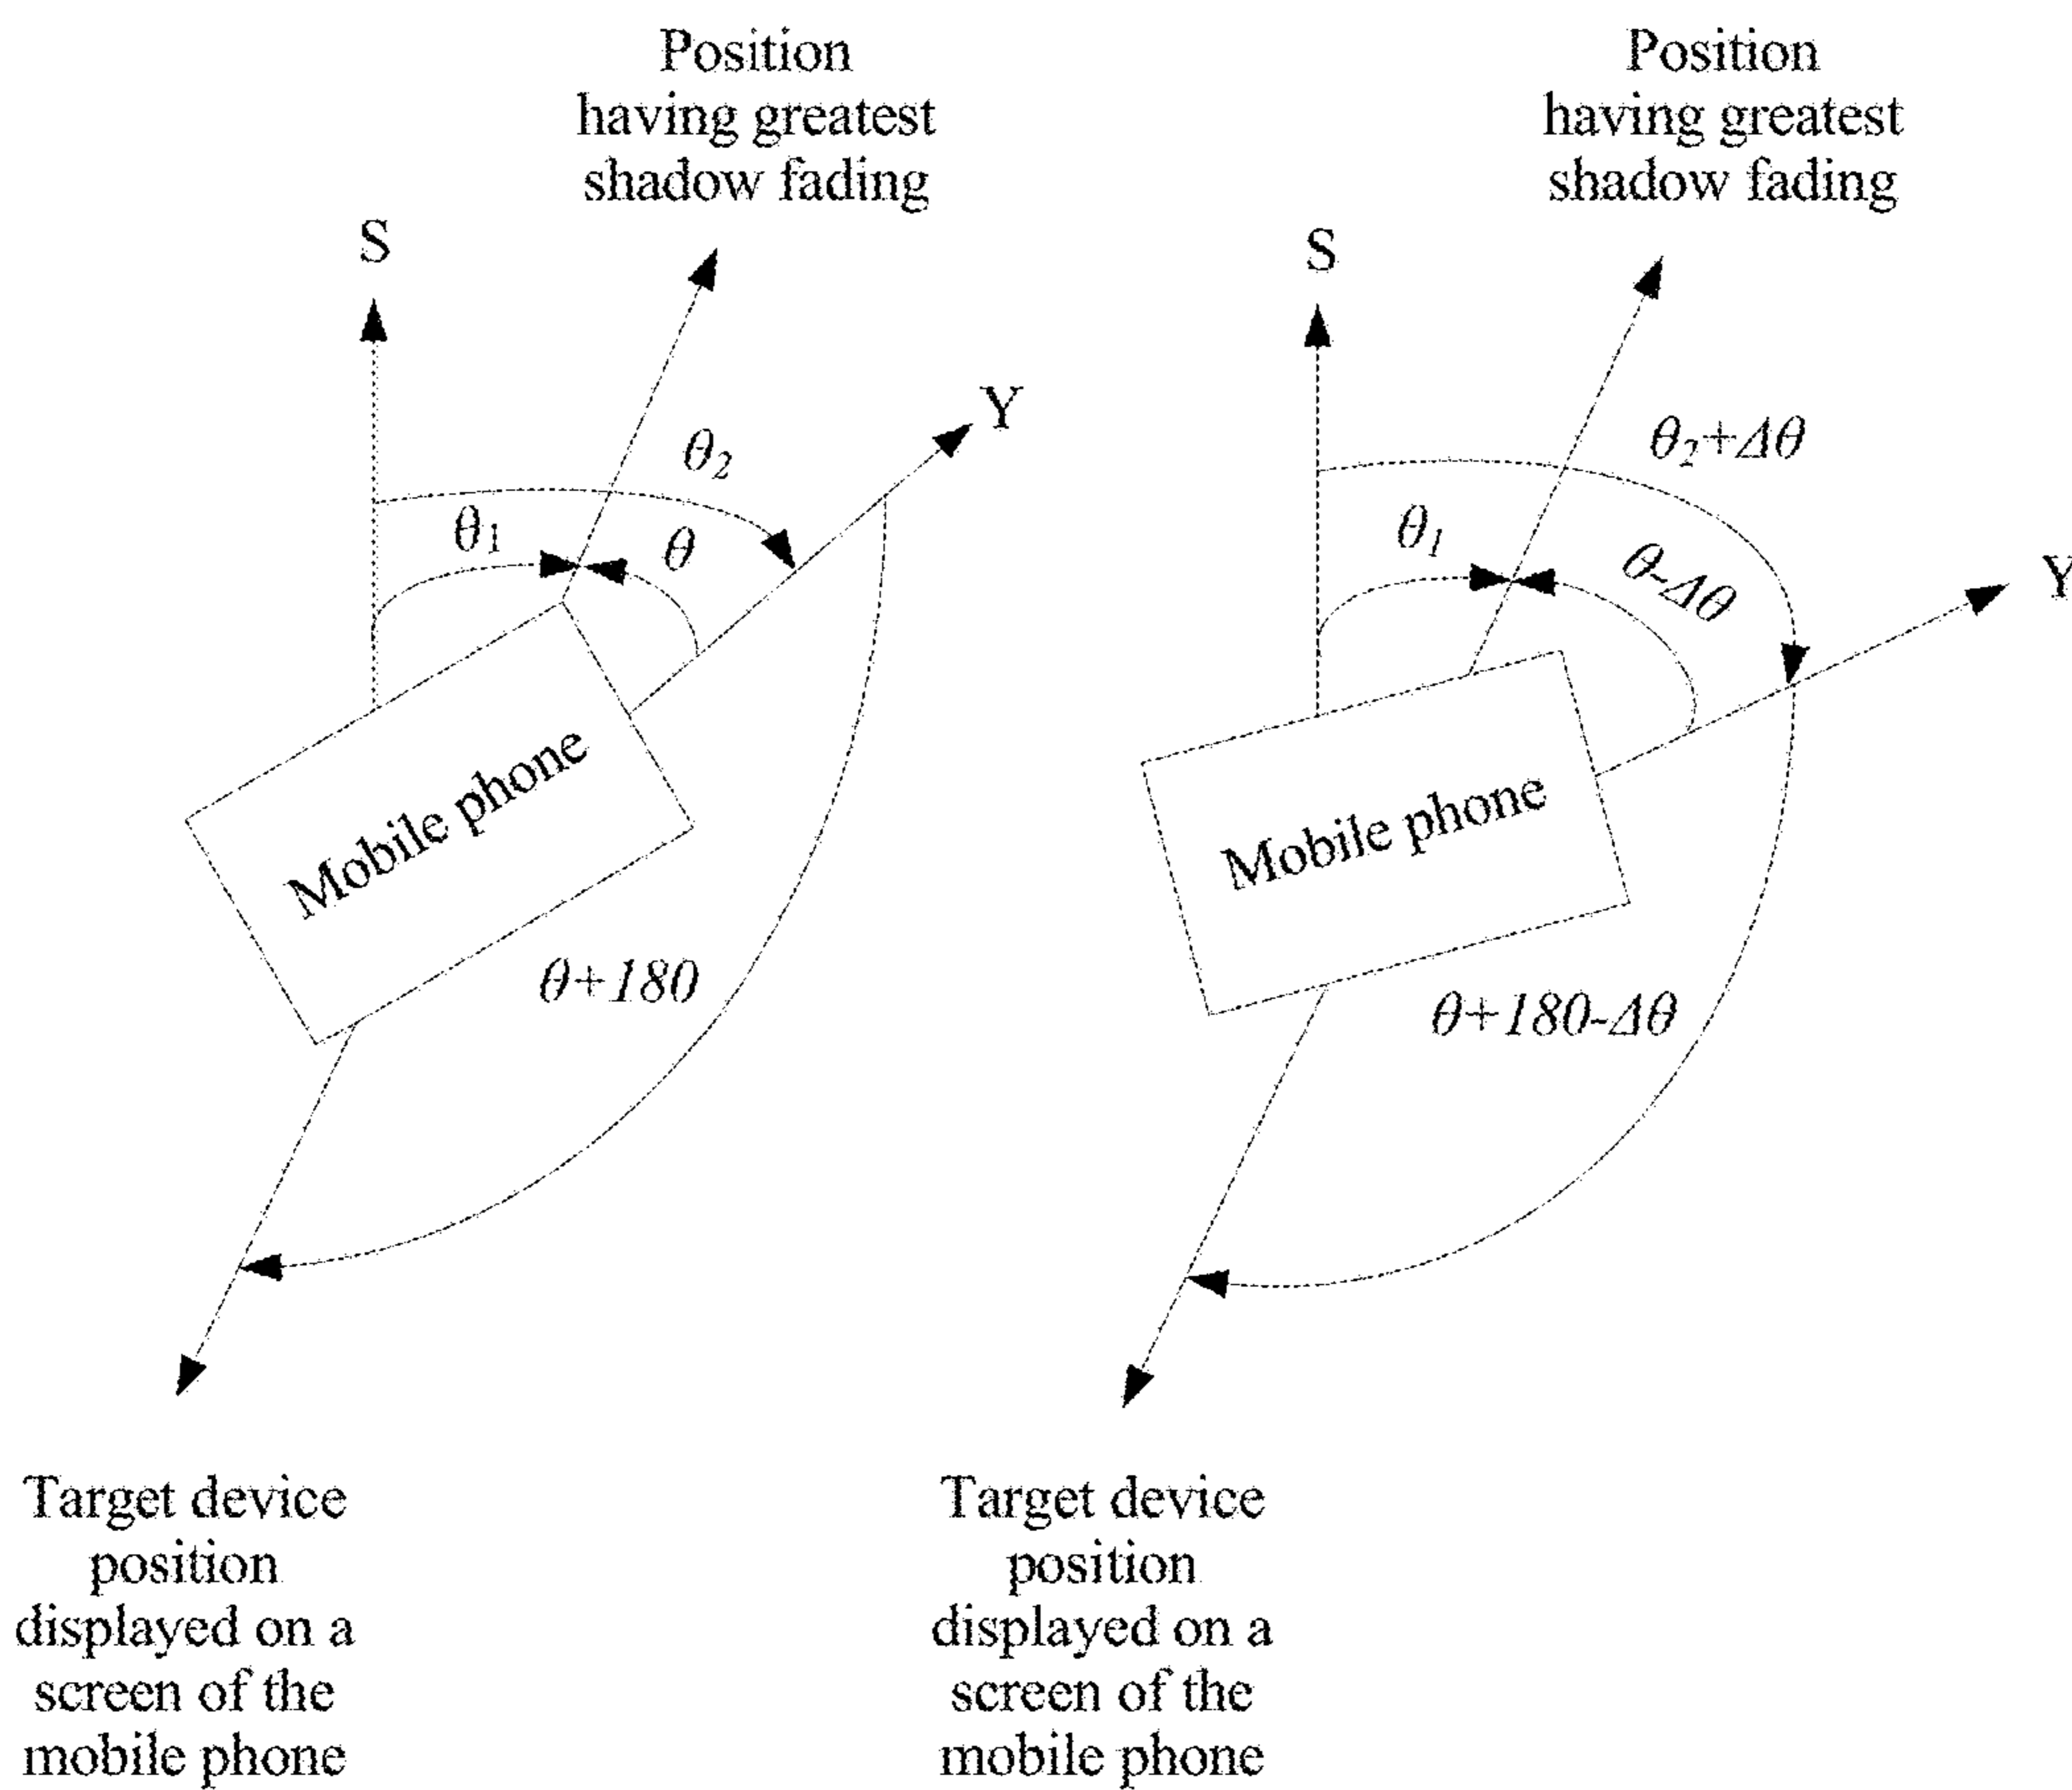 Position
having greatest
shadow fading
S
Y
θ2
θ1
θ
Mobile phone
θ+180
Target device
position
displayed on a
screen of the
mobile phone
Position
having greatest
shadow fading
S
Y
θ2+Δθ
θ1
θ-Δθ
Mobile phone
θ+180-Δθ
Target device
position
displayed on a
screen of the
mobile phone